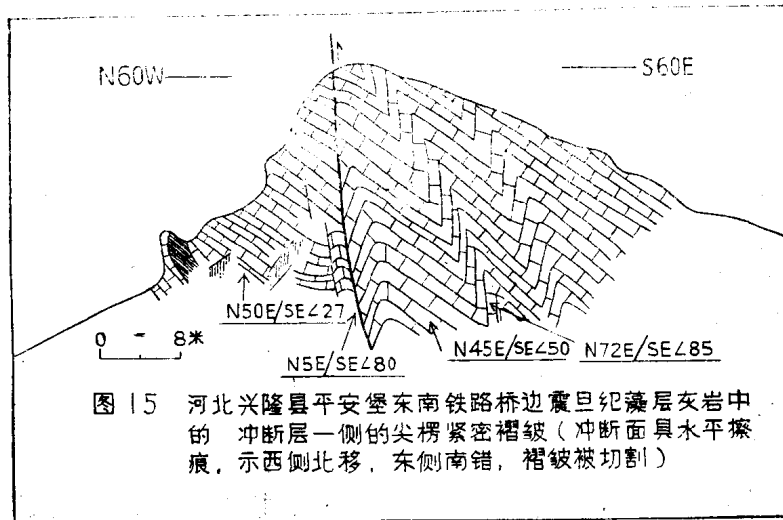 N60W
S60E
N50E/SE∠27
0 8米
N5E/SE∠80
N45E/SE∠50
N72E/SE∠85
图 15 河北兴隆县平安堡东南铁路桥边震旦纪藻层灰岩中
的 冲断层一侧的尖楞紧密褶皱（冲断面具水平擦
痕，示西侧北移，东侧南错，褶皱被切割）